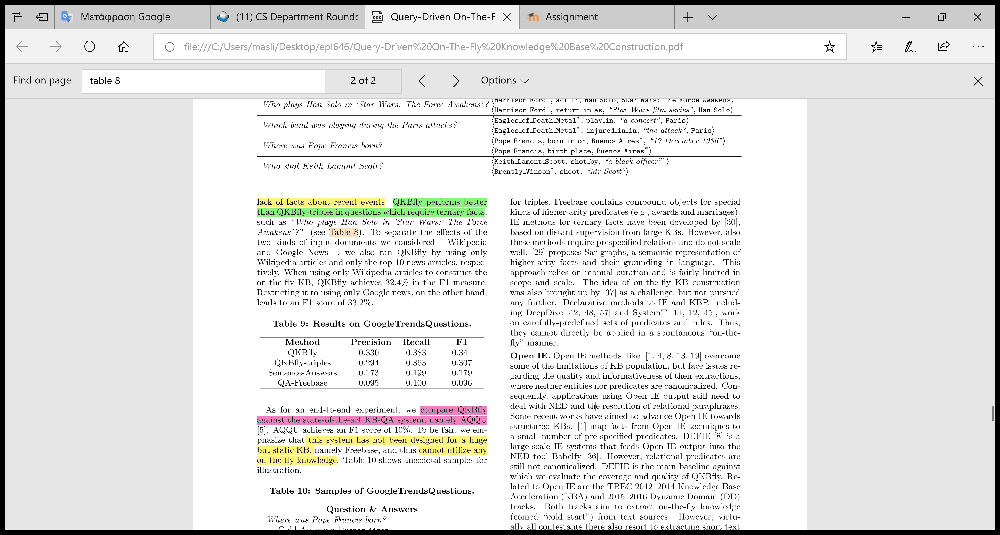 Μετάφραση Google
(11) CS Department Round
Query-Driven On-The-F
Assignment
file:///C:/Users/masli/Desktop/epl646/Query-Driven%20On-The-Fly%20Knowledge%20Base%20Construction.pdf
Find on page
table 8
2 of 2
Options
Who plays Han Solo in 'Star Wars: The Force Awakens'?
⟨Harrison_Ford*, act_in, Han_Solo, Star_Wars:_The_Force_Awakens⟩
⟨Harrison_Ford*, return_in_as, “Star Wars film series”, Han_Solo⟩
Which band was playing during the Paris attacks?
⟨Eagles_of_Death_Metal*, play_in, “a concert”, Paris⟩
⟨Eagles_of_Death_Metal*, injured_in_in, “the attack”, Paris⟩
Where was Pope Francis born?
⟨Pope_Francis, born_in_on, Buenos_Aires*, “17 December 1936”⟩
⟨Pope_Francis, birth_place, Buenos_Aires*⟩
Who shot Keith Lamont Scott?
⟨Keith_Lamont_Scott, shot_by, “a black officer”*⟩
⟨Brently_Vinson*, shoot, “Mr Scott”⟩
lack of facts about recent events. QKBfly performs better
than QKBfly-triples in questions which require ternary facts,
such as “Who plays Han Solo in 'Star Wars: The Force
Awakens'?” (see Table 8). To separate the effects of the
two kinds of input documents we considered – Wikipedia
and Google News –, we also ran QKBfly by using only
Wikipedia articles and only the top-10 news articles, respec-
tively. When using only Wikipedia articles to construct the
on-the-fly KB, QKBfly achieves 32.4% in the F1 measure.
Restricting it to using only Google news, on the other hand,
leads to an F1 score of 33.2%.
Table 9: Results on GoogleTrendsQuestions.
Method Precision Recall F1
QKBfly 0.330 0.383 0.341
QKBfly-triples 0.294 0.363 0.307
Sentence-Answers 0.173 0.199 0.179
QA-Freebase 0.095 0.100 0.096
As for an end-to-end experiment, we compare QKBfly
against the state-of-the-art KB-QA system, namely AQQU
[5]. AQQU achieves an F1 score of 10%. To be fair, we em-
phasize that this system has not been designed for a huge
but static KB, namely Freebase, and thus cannot utilize any
on-the-fly knowledge. Table 10 shows anecdotal samples for
illustration.
Table 10: Samples of GoogleTrendsQuestions.
Question & Answers
Where was Pope Francis born?
Gold Answers: [Buenos_Aires]
for triples, Freebase contains compound objects for special
kinds of higher-arity predicates (e.g., awards and marriages).
IE methods for ternary facts have been developed by [30],
based on distant supervision from large KBs. However, also
these methods require prespecified relations and do not scale
well. [29] proposes Sar-graphs, a semantic representation of
higher-arity facts and their grounding in language. This
approach relies on manual curation and is fairly limited in
scope and scale. The idea of on-the-fly KB construction
was also brought up by [37] as a challenge, but not pursued
any further. Declarative methods to IE and KBP, includ-
ing DeepDive [42, 48, 57] and SystemT [11, 12, 45], work
on carefully-predefined sets of predicates and rules. Thus,
they cannot directly be applied in a spontaneous “on-the-
fly” manner.
Open IE. Open IE methods, like [1, 4, 8, 13, 19] overcome
some of the limitations of KB population, but face issues re-
garding the quality and informativeness of their extractions,
where neither entities nor predicates are canonicalized. Con-
sequently, applications using Open IE output still need to
deal with NED and the resolution of relational paraphrases.
Some recent works have aimed to advance Open IE towards
structured KBs. [1] map facts from Open IE techniques to
a small number of pre-specified predicates. DEFIE [8] is a
large-scale IE systems that feeds Open IE output into the
NED tool Babelfy [36]. However, relational predicates are
still not canonicalized. DEFIE is the main baseline against
which we evaluate the coverage and quality of QKBfly. Re-
lated to Open IE are the TREC 2012–2014 Knowledge Base
Acceleration (KBA) and 2015–2016 Dynamic Domain (DD)
tracks. Both tracks aim to extract on-the-fly knowledge
(coined “cold start”) from text sources. However, virtu-
ally all contestants there also resort to extracting short text